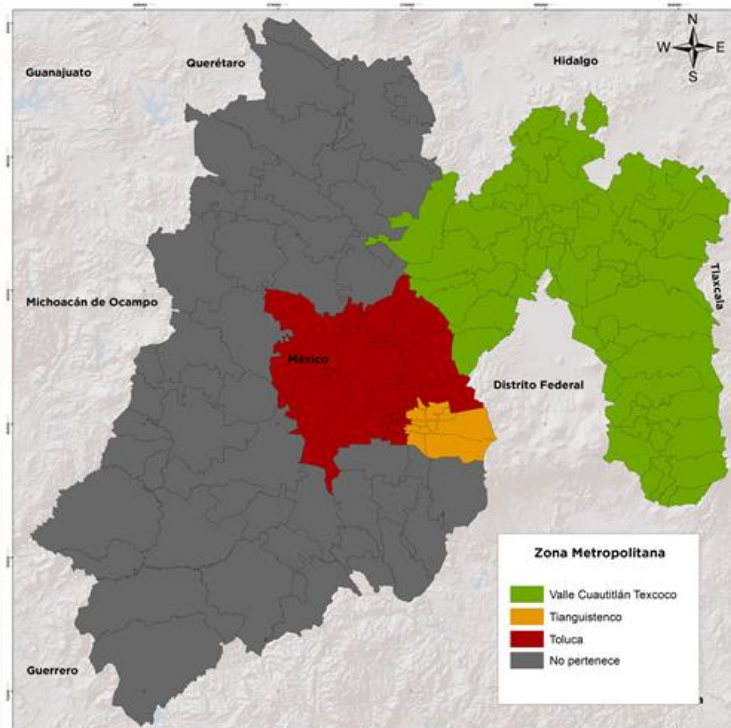 N
W E
S
Guanajuato
Querétaro
Hidalgo
Tlaxcala
Michoacán de Ocampo
México
Distrito Federal
Guerrero
Zona Metropolitana
Valle Cuautitlán Texcoco
Tianguistenco
Toluca
No pertenece